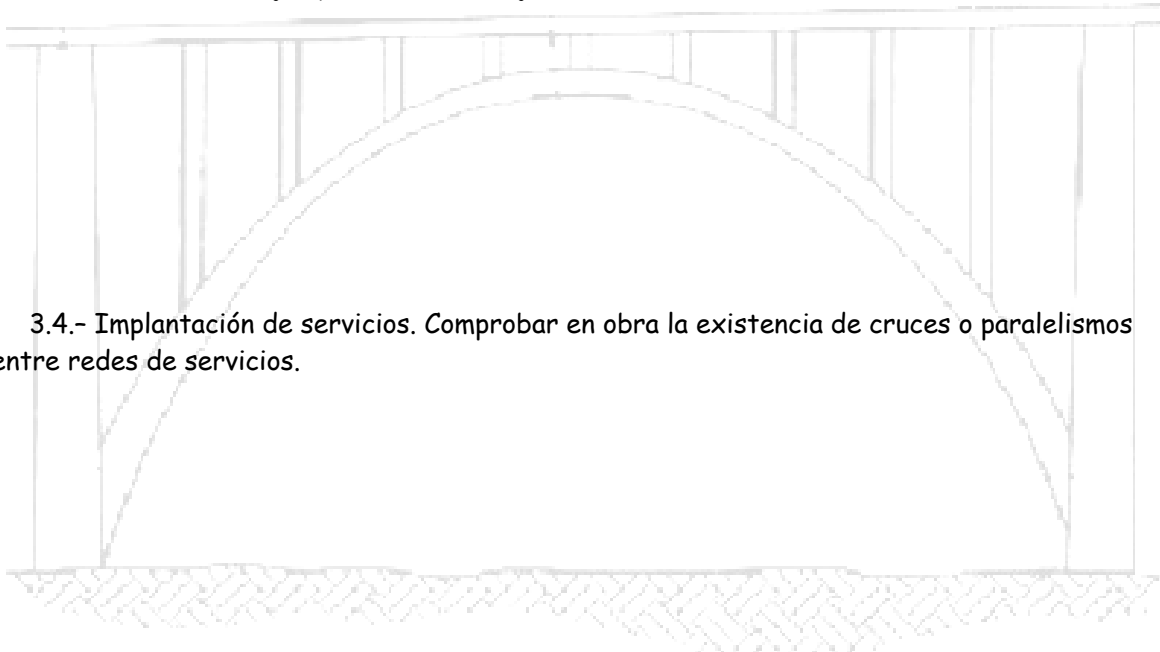 3.4.- Implantación de servicios. Comprobar en obra la existencia de cruces o paralelismos
entre redes de servicios.